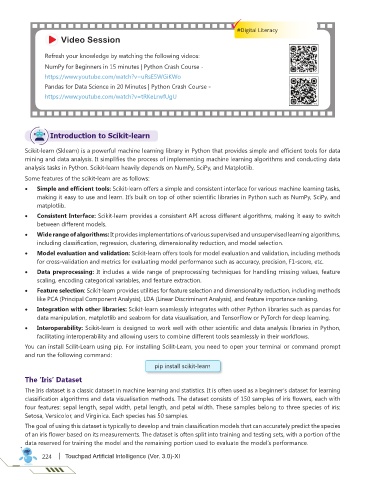 #Digital Literacy
Video Session
Refresh your knowledge by watching the following videos:
NumPy for Beginners in 15 minutes | Python Crash Course -
https://www.youtube.com/watch?v=uRsE5WGiKWo
Pandas for Data Science in 20 Minutes | Python Crash Course -
https://www.youtube.com/watch?v=tRKeLrwfUgU
Introduction to Scikit-learn
Scikit-learn (Sklearn) is a powerful machine learning library in Python that provides simple and efficient tools for data
mining and data analysis. It simplifies the process of implementing machine learning algorithms and conducting data
analysis tasks in Python. Scikit-learn heavily depends on NumPy, SciPy, and Matplotlib.
Some features of the scikit-learn are as follows:
• Simple and efficient tools: Scikit-learn offers a simple and consistent interface for various machine learning tasks,
making it easy to use and learn. It's built on top of other scientific libraries in Python such as NumPy, SciPy, and
matplotlib.
• Consistent Interface: Scikit-learn provides a consistent API across different algorithms, making it easy to switch
between different models.
• Wide range of algorithms: It provides implementations of various supervised and unsupervised learning algorithms,
including classification, regression, clustering, dimensionality reduction, and model selection.
• Model evaluation and validation: Scikit-learn offers tools for model evaluation and validation, including methods
for cross-validation and metrics for evaluating model performance such as accuracy, precision, F1-score, etc.
• Data preprocessing: It includes a wide range of preprocessing techniques for handling missing values, feature
scaling, encoding categorical variables, and feature extraction.
• Feature selection: Scikit-learn provides utilities for feature selection and dimensionality reduction, including methods
like PCA (Principal Component Analysis), LDA (Linear Discriminant Analysis), and feature importance ranking.
• Integration with other libraries: Scikit-learn seamlessly integrates with other Python libraries such as pandas for
data manipulation, matplotlib and seaborn for data visualisation, and TensorFlow or PyTorch for deep learning.
• Interoperability: Scikit-learn is designed to work well with other scientific and data analysis libraries in Python,
facilitating interoperability and allowing users to combine different tools seamlessly in their workflows.
You can install Scikit-Learn using pip. For installing Scikit-Learn, you need to open your terminal or command prompt
and run the following command:
pip install scikit-learn
The 'Iris' Dataset
The Iris dataset is a classic dataset in machine learning and statistics. It is often used as a beginner's dataset for learning
classification algorithms and data visualisation methods. The dataset consists of 150 samples of iris flowers, each with
four features: sepal length, sepal width, petal length, and petal width. These samples belong to three species of iris:
Setosa, Versicolor, and Virginica. Each species has 50 samples.
The goal of using this dataset is typically to develop and train classification models that can accurately predict the species
of an iris flower based on its measurements. The dataset is often split into training and testing sets, with a portion of the
data reserved for training the model and the remaining portion used to evaluate the model's performance.
224 | Touchpad Artificial Intelligence (Ver. 3.0)-XI